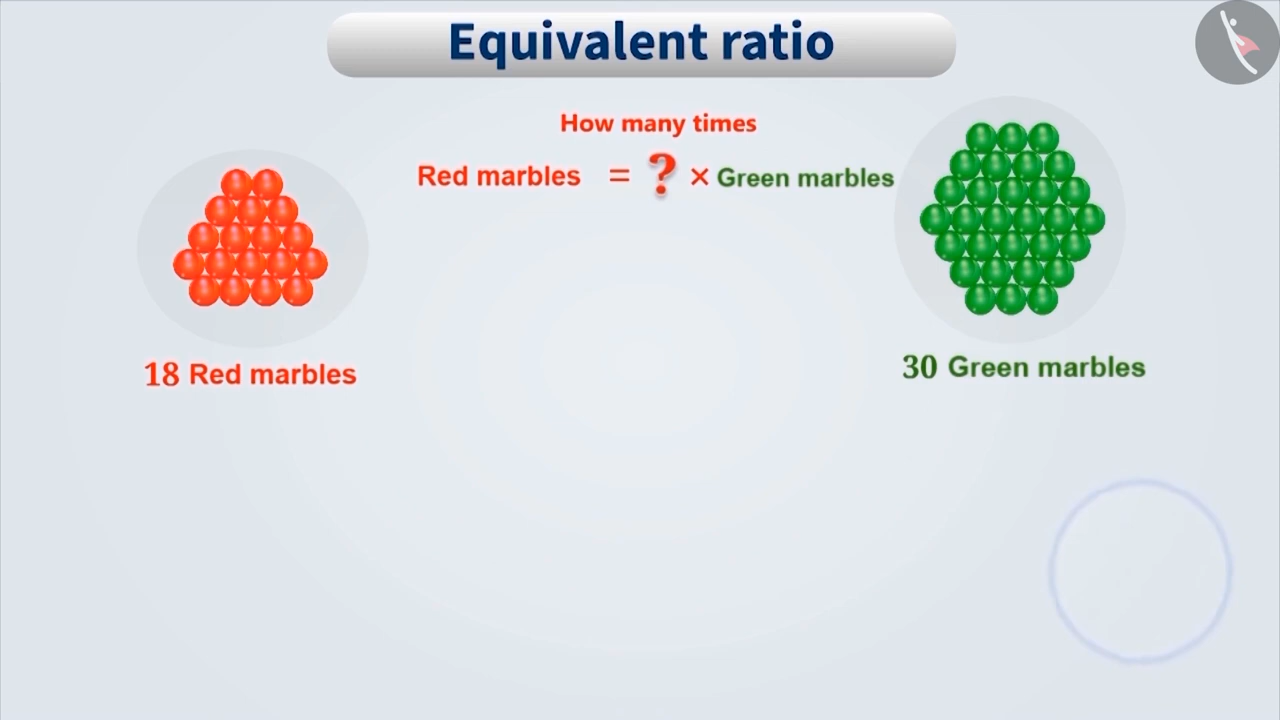 Equivalent ratio
How many times
Red marbles = ? × Green marbles
18 Red marbles
30 Green marbles